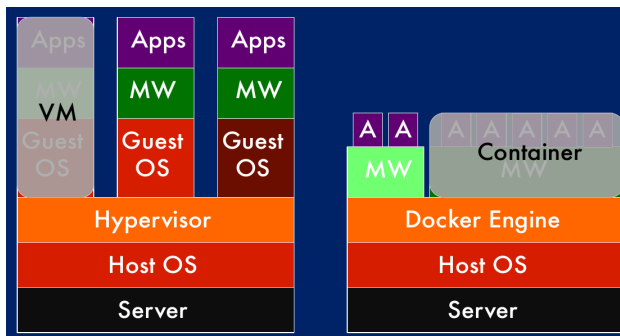 Apps
MW
VM
Guest
OS
Apps
MW
Guest
OS
Apps
MW
Guest
OS
Hypervisor
Host OS
Server
A A
MW
A A A A A
Container
MW
Docker Engine
Host OS
Server